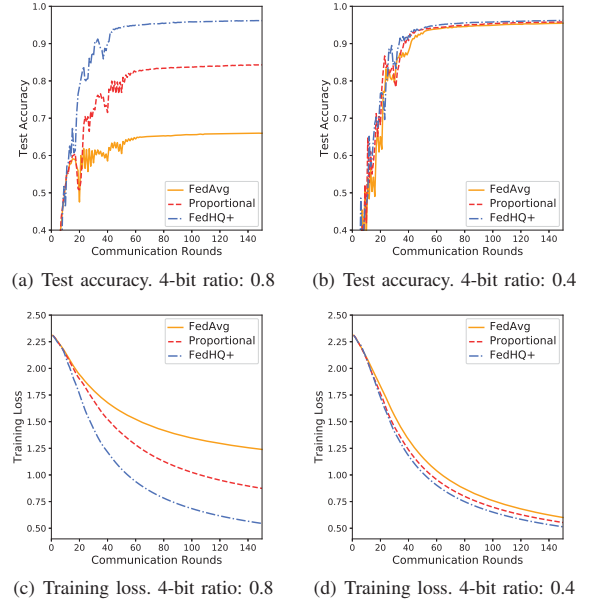 1.0
0.9
0.8
0.7
0.6
0.5
0.4
0 20 40 60 80 100 120 140
Test Accuracy
Communication Rounds
FedAvg
Proportional
FedHQ+
(a) Test accuracy. 4-bit ratio: 0.8
1.0
0.9
0.8
0.7
0.6
0.5
0.4
0 20 40 60 80 100 120 140
Test Accuracy
Communication Rounds
FedAvg
Proportional
FedHQ+
(b) Test accuracy. 4-bit ratio: 0.4
2.50
2.25
2.00
1.75
1.50
1.25
1.00
0.75
0.50
0 20 40 60 80 100 120 140
Training Loss
Communication Rounds
FedAvg
Proportional
FedHQ+
(c) Training loss. 4-bit ratio: 0.8
2.50
2.25
2.00
1.75
1.50
1.25
1.00
0.75
0.50
0 20 40 60 80 100 120 140
Training Loss
Communication Rounds
FedAvg
Proportional
FedHQ+
(d) Training loss. 4-bit ratio: 0.4